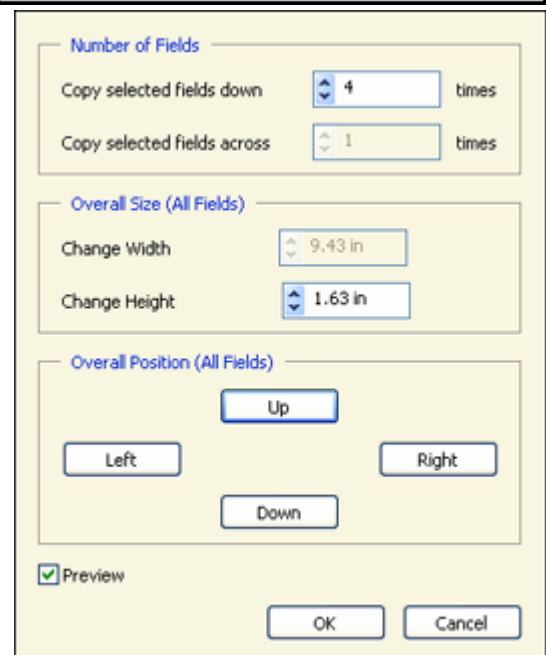 Number of Fields
Copy selected fields down 4 times
Copy selected fields across 1 times
Overall Size (All Fields)
Change Width 9.43 in
Change Height 1.63 in
Overall Position (All Fields)
Up
Left Right
Down
Preview
OK Cancel